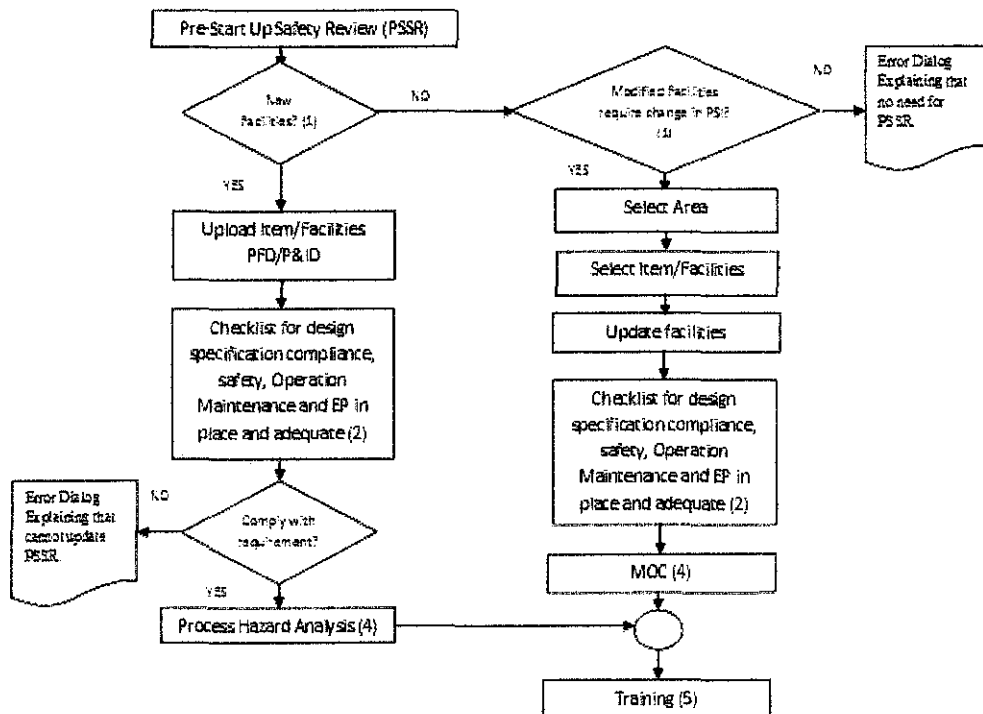 Pre-Start Up Safety Review (PSSR)
New
Facilities? (1)
NO
Modified facilities
require change in PSI?
(1)
NO
Error Dialog
Explaining that
no need for
PSSR.
YES
YES
Upload Item/Facilities
PFD/P&ID
Select Area
Select Item/Facilities
Update facilities
Checklist for design
specification compliance,
safety, Operation
Maintenance and EP in
place and adequate (2)
Checklist for design
specification compliance,
safety, Operation
Maintenance and EP in
place and adequate (2)
Error Dialog
Explaining that
cannot update
PSSR.
NO
Comply with
requirement?
YES
MOC (4)
Process Hazard Analysis (4)
Training (5)